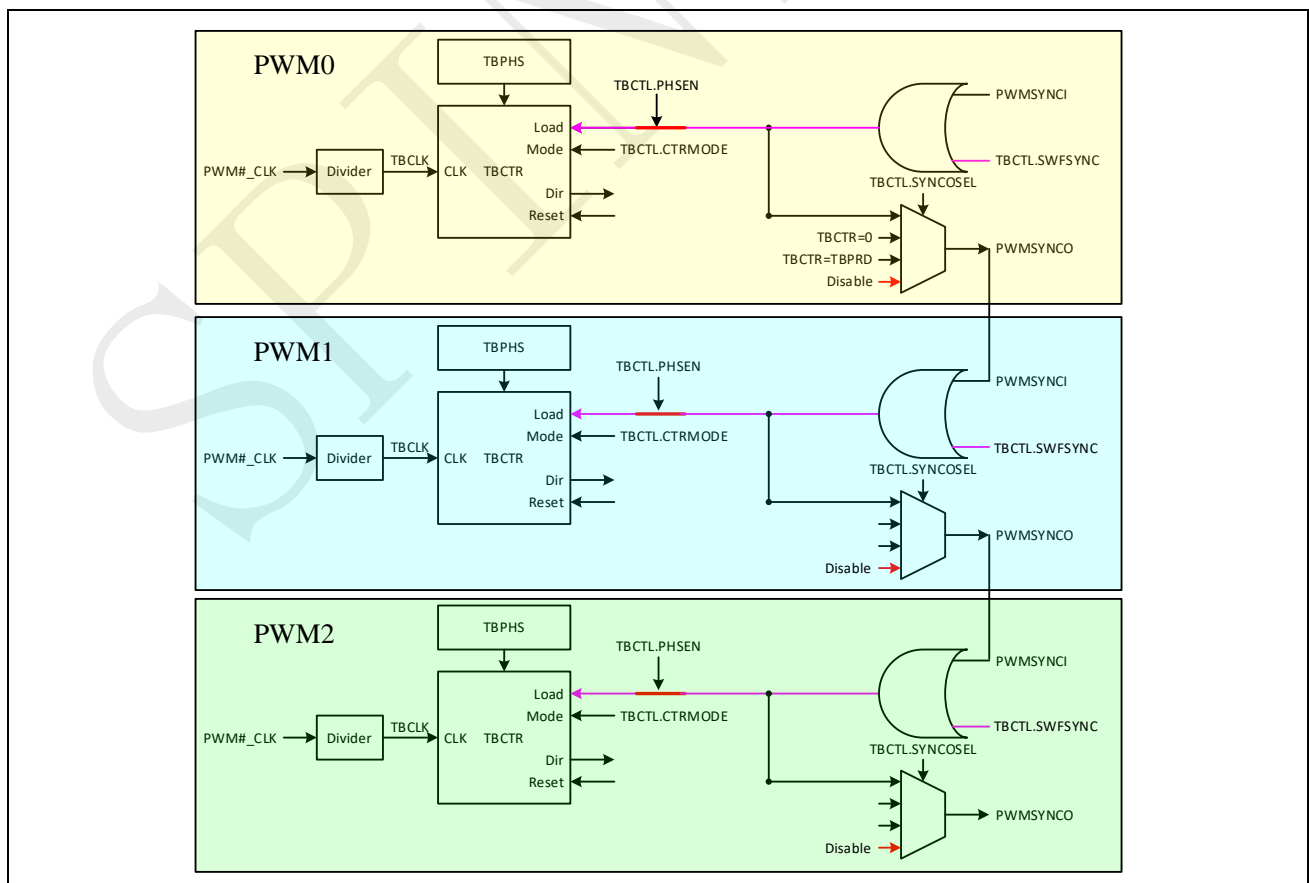 PWM0
TBPHS
TBCTL.PHSEN
PWMSYNCI
Load
Mode
TBCTL.CTRMODE
TBCTL.SWFSYNC
PWM#_CLK
Divider
TBCLK
CLK
TBCTR
TBCTL.SYNCOSEL
Dir
Reset
TBCTR=0
PWMSYNCO
TBCTR=TBPRD
Disable
PWM1
TBPHS
TBCTL.PHSEN
PWMSYNCI
Load
Mode
TBCTL.CTRMODE
TBCTL.SWFSYNC
PWM#_CLK
Divider
TBCLK
CLK
TBCTR
TBCTL.SYNCOSEL
Dir
Reset
PWMSYNCO
Disable
PWM2
TBPHS
TBCTL.PHSEN
PWMSYNCI
Load
Mode
TBCTL.CTRMODE
TBCTL.SWFSYNC
PWM#_CLK
Divider
TBCLK
CLK
TBCTR
TBCTL.SYNCOSEL
Dir
Reset
PWMSYNCO
Disable
SPIN